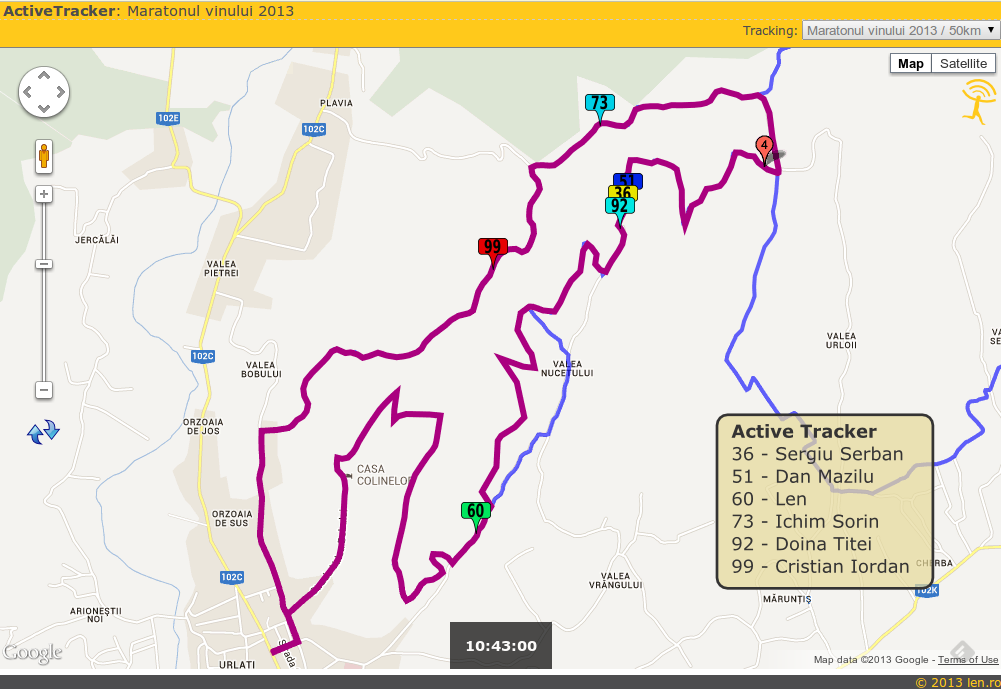 ActiveTracker: Maratonul vinului 2013
Tracking: Maratonul vinului 2013 / 50km
Map Satellite
PLAVIA
102E
102C
73
4
51
36
92
JERCĂLĂI
99
VALEA
PIETREI
102C
VALEA
BOBULUI
VALEA
NUCETULUI
VALEA
URLOII
VA
SE
ORZOAIA
DE JOS
CASA
COLINELOR
60
ORZOAIA
DE SUS
102C
Active Tracker
36 - Sergiu Serban
51 - Dan Mazilu
60 - Len
73 - Ichim Sorin
92 - Doina Titei
99 - Cristian Iordan
CHERBA
102K
VALEA
VRÂNGULUI
MĂRUNȚIȘ
ARIONEȘTII
NOI
10:43:00
Strada
URLATI
Google
Map data ©2013 Google - Terms of Use
© 2013 len.ro